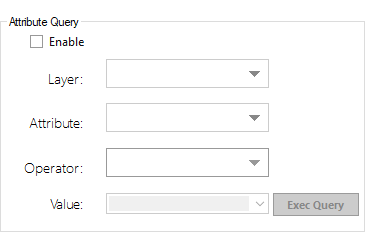 Attribute Query
Enable
Layer:
Attribute:
Operator:
Value:
Exec Query